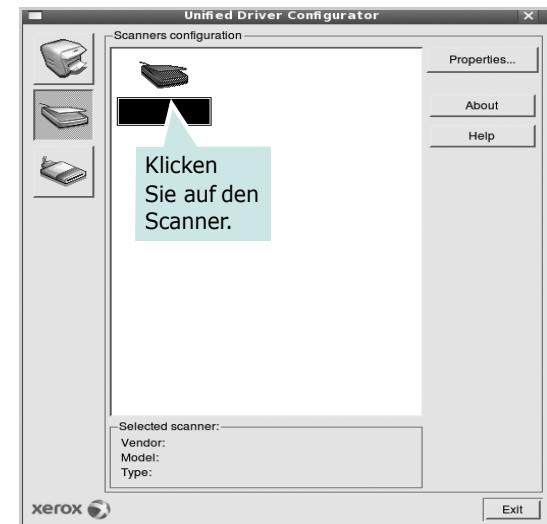 Unified Driver Configurator
Scanners configuration
Properties...
About
Help
Klicken
Sie auf den
Scanner.
Selected scanner:
Vendor:
Model:
Type:
xerox
Exit